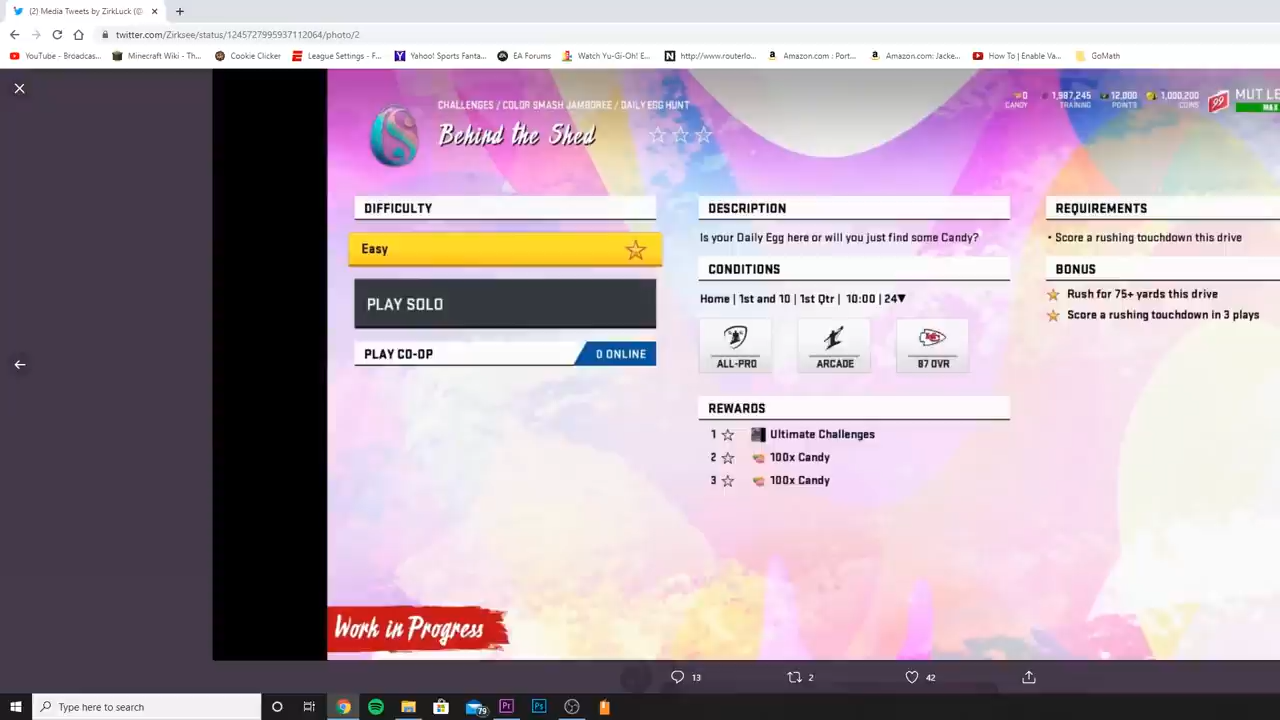 (2) Media Tweets by ZirkLuck (@
twitter.com/Zirksee/status/1245727995937112064/photo/2
YouTube - Broadcas... Minecraft Wiki - Th... Cookie Clicker League Settings - F... Yahoo! Sports Fanta... EA Forums Watch Yu-Gi-Oh! E... http://www.routerlo... Amazon.com : Port... Amazon.com: Jacke... How To | Enable Va... GoMath
CHALLENGES / COLOR SMASH JAMBOREE / DAILY EGG HUNT
Behind the Shed
0 CANDY
1,987,245 TRAINING
12,000 POINTS
1,000,200 COINS
99
MUT LE
MAX
DIFFICULTY
Easy
PLAY SOLO
PLAY CO-OP 0 ONLINE
DESCRIPTION
Is your Daily Egg here or will you just find some Candy?
CONDITIONS
Home | 1st and 10 | 1st Qtr | 10:00 | 24▼
ALL-PRO ARCADE 87 OVR
REWARDS
1 Ultimate Challenges
2 100x Candy
3 100x Candy
REQUIREMENTS
• Score a rushing touchdown this drive
BONUS
Rush for 75+ yards this drive
Score a rushing touchdown in 3 plays
Work in Progress
13 2 42
Type here to search
79
Pr
Ps